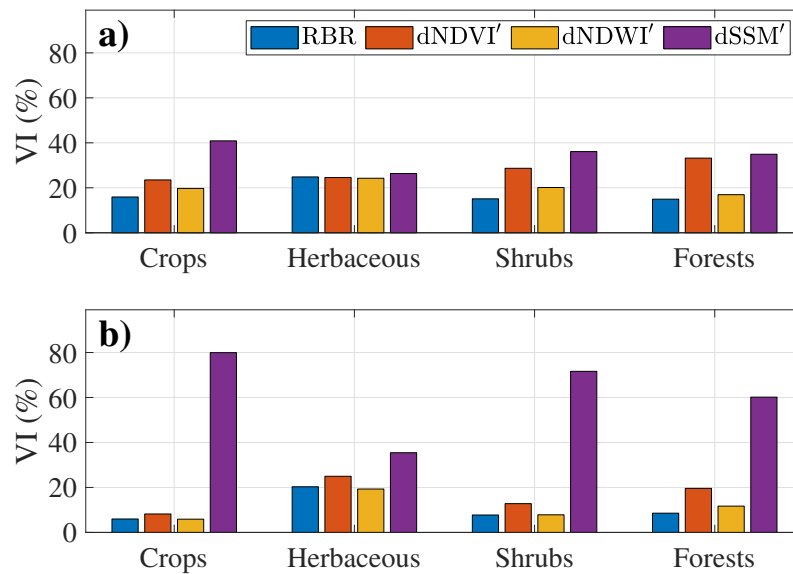 a)
RBR dNDVI′ dNDWI′ dSSM′
VI (%)
80
60
40
20
0
Crops Herbaceous Shrubs Forests
b)
VI (%)
80
60
40
20
0
Crops Herbaceous Shrubs Forests